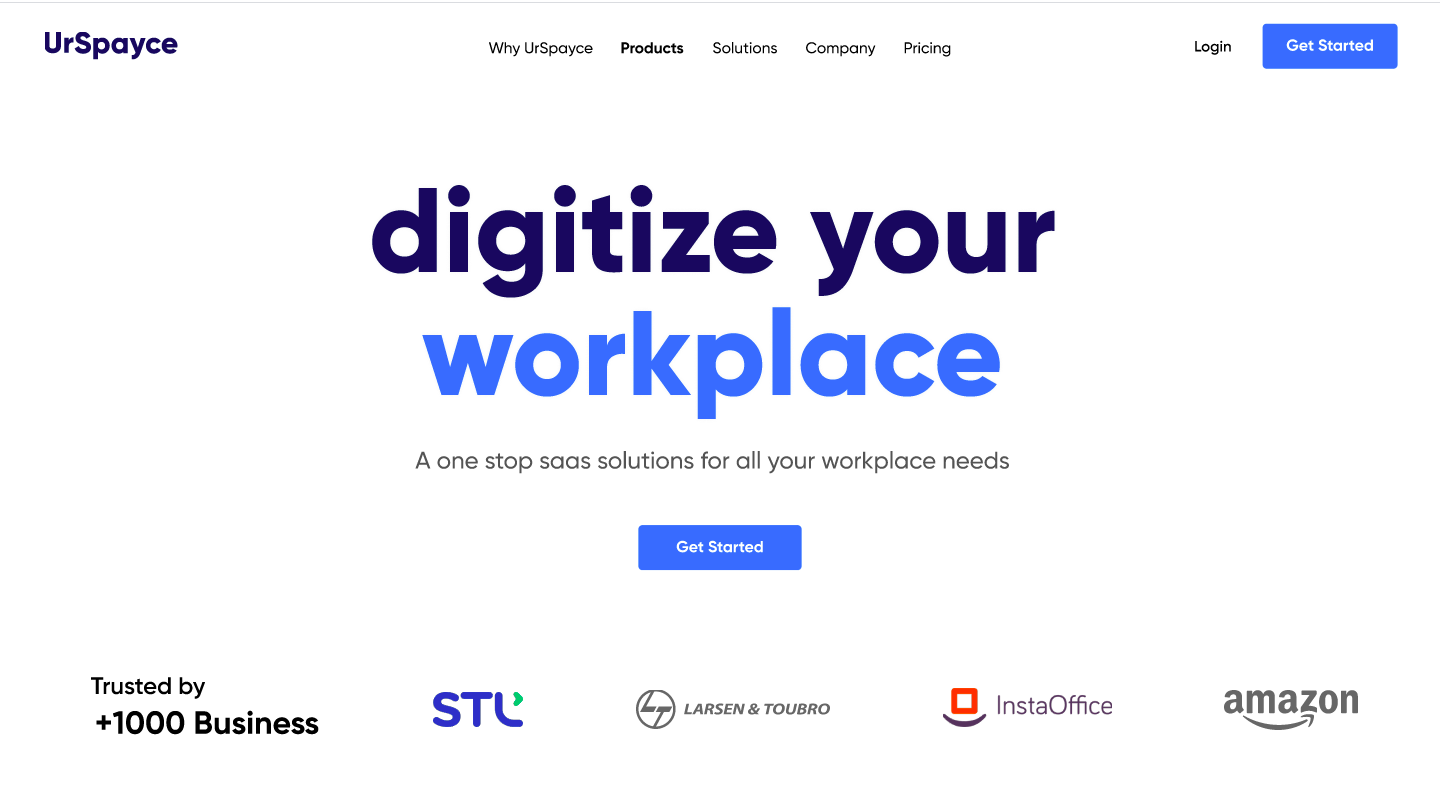 UrSpayce
Why UrSpayce Products Solutions Company Pricing
Login
Get Started
digitize your
workplace
A one stop saas solutions for all your workplace needs
Get Started
Trusted by
+1000 Business
STL
LARSEN & TOUBRO
InstaOffice
amazon